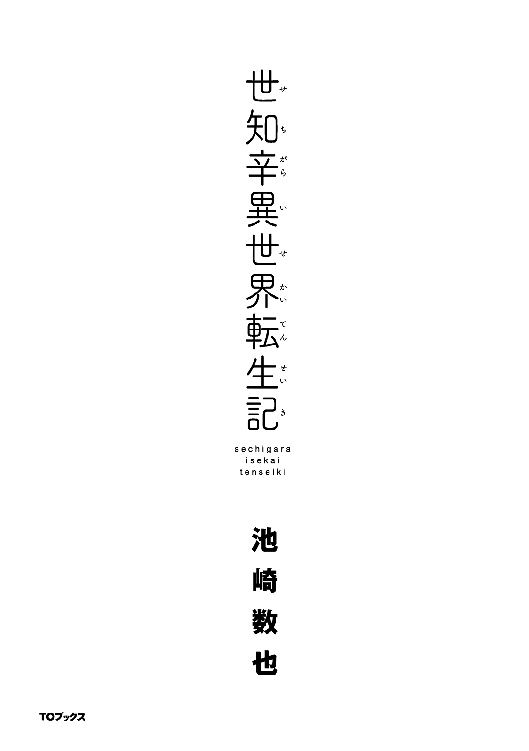 世知辛異世界転生記
せちがらいせかいてんせいき
sechigara
isekai
tenseiki
池崎数也
TOブックス